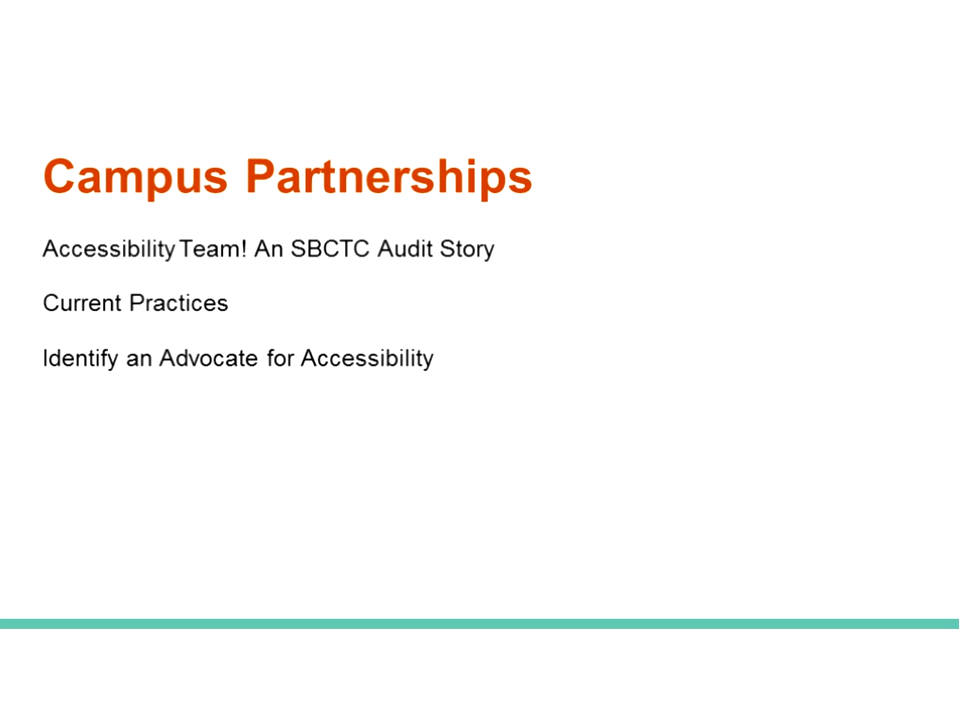 Campus Partnerships
Accessibility Team! An SBCTC Audit Story
Current Practices
Identify an Advocate for Accessibility